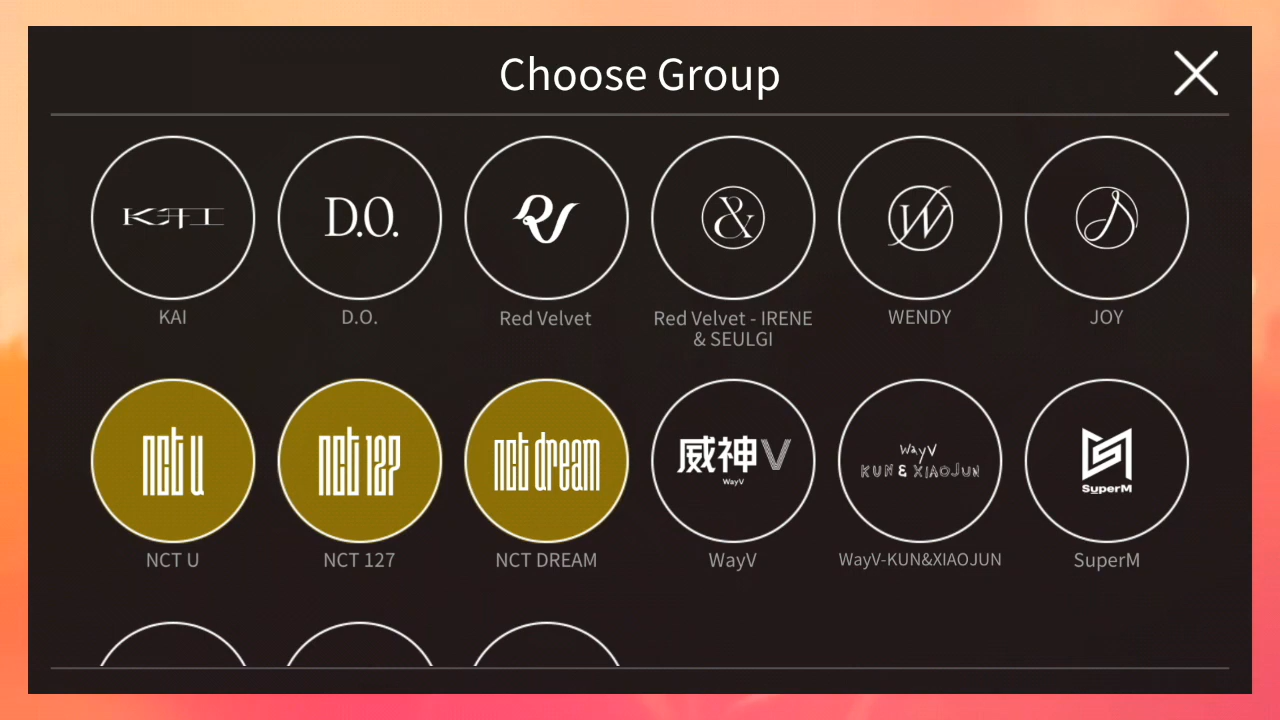 Choose Group
KAI
D.O.
KAI
D.O.
Red Velvet
Red Velvet - IRENE
& SEULGI
WENDY
JOY
&
W
J
nct u
nct 127
nct dream
威神V
WayV
WayV
KUN & XIAOJUN
SuperM
NCT U
NCT 127
NCT DREAM
WayV
WayV-KUN&XIAOJUN
SuperM